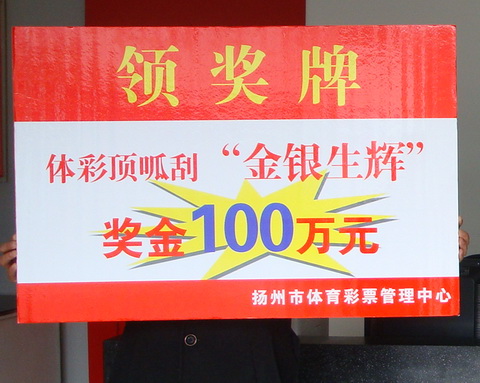 领奖牌
体彩顶呱刮“金银生辉”
奖金100万元
扬州市体育彩票管理中心